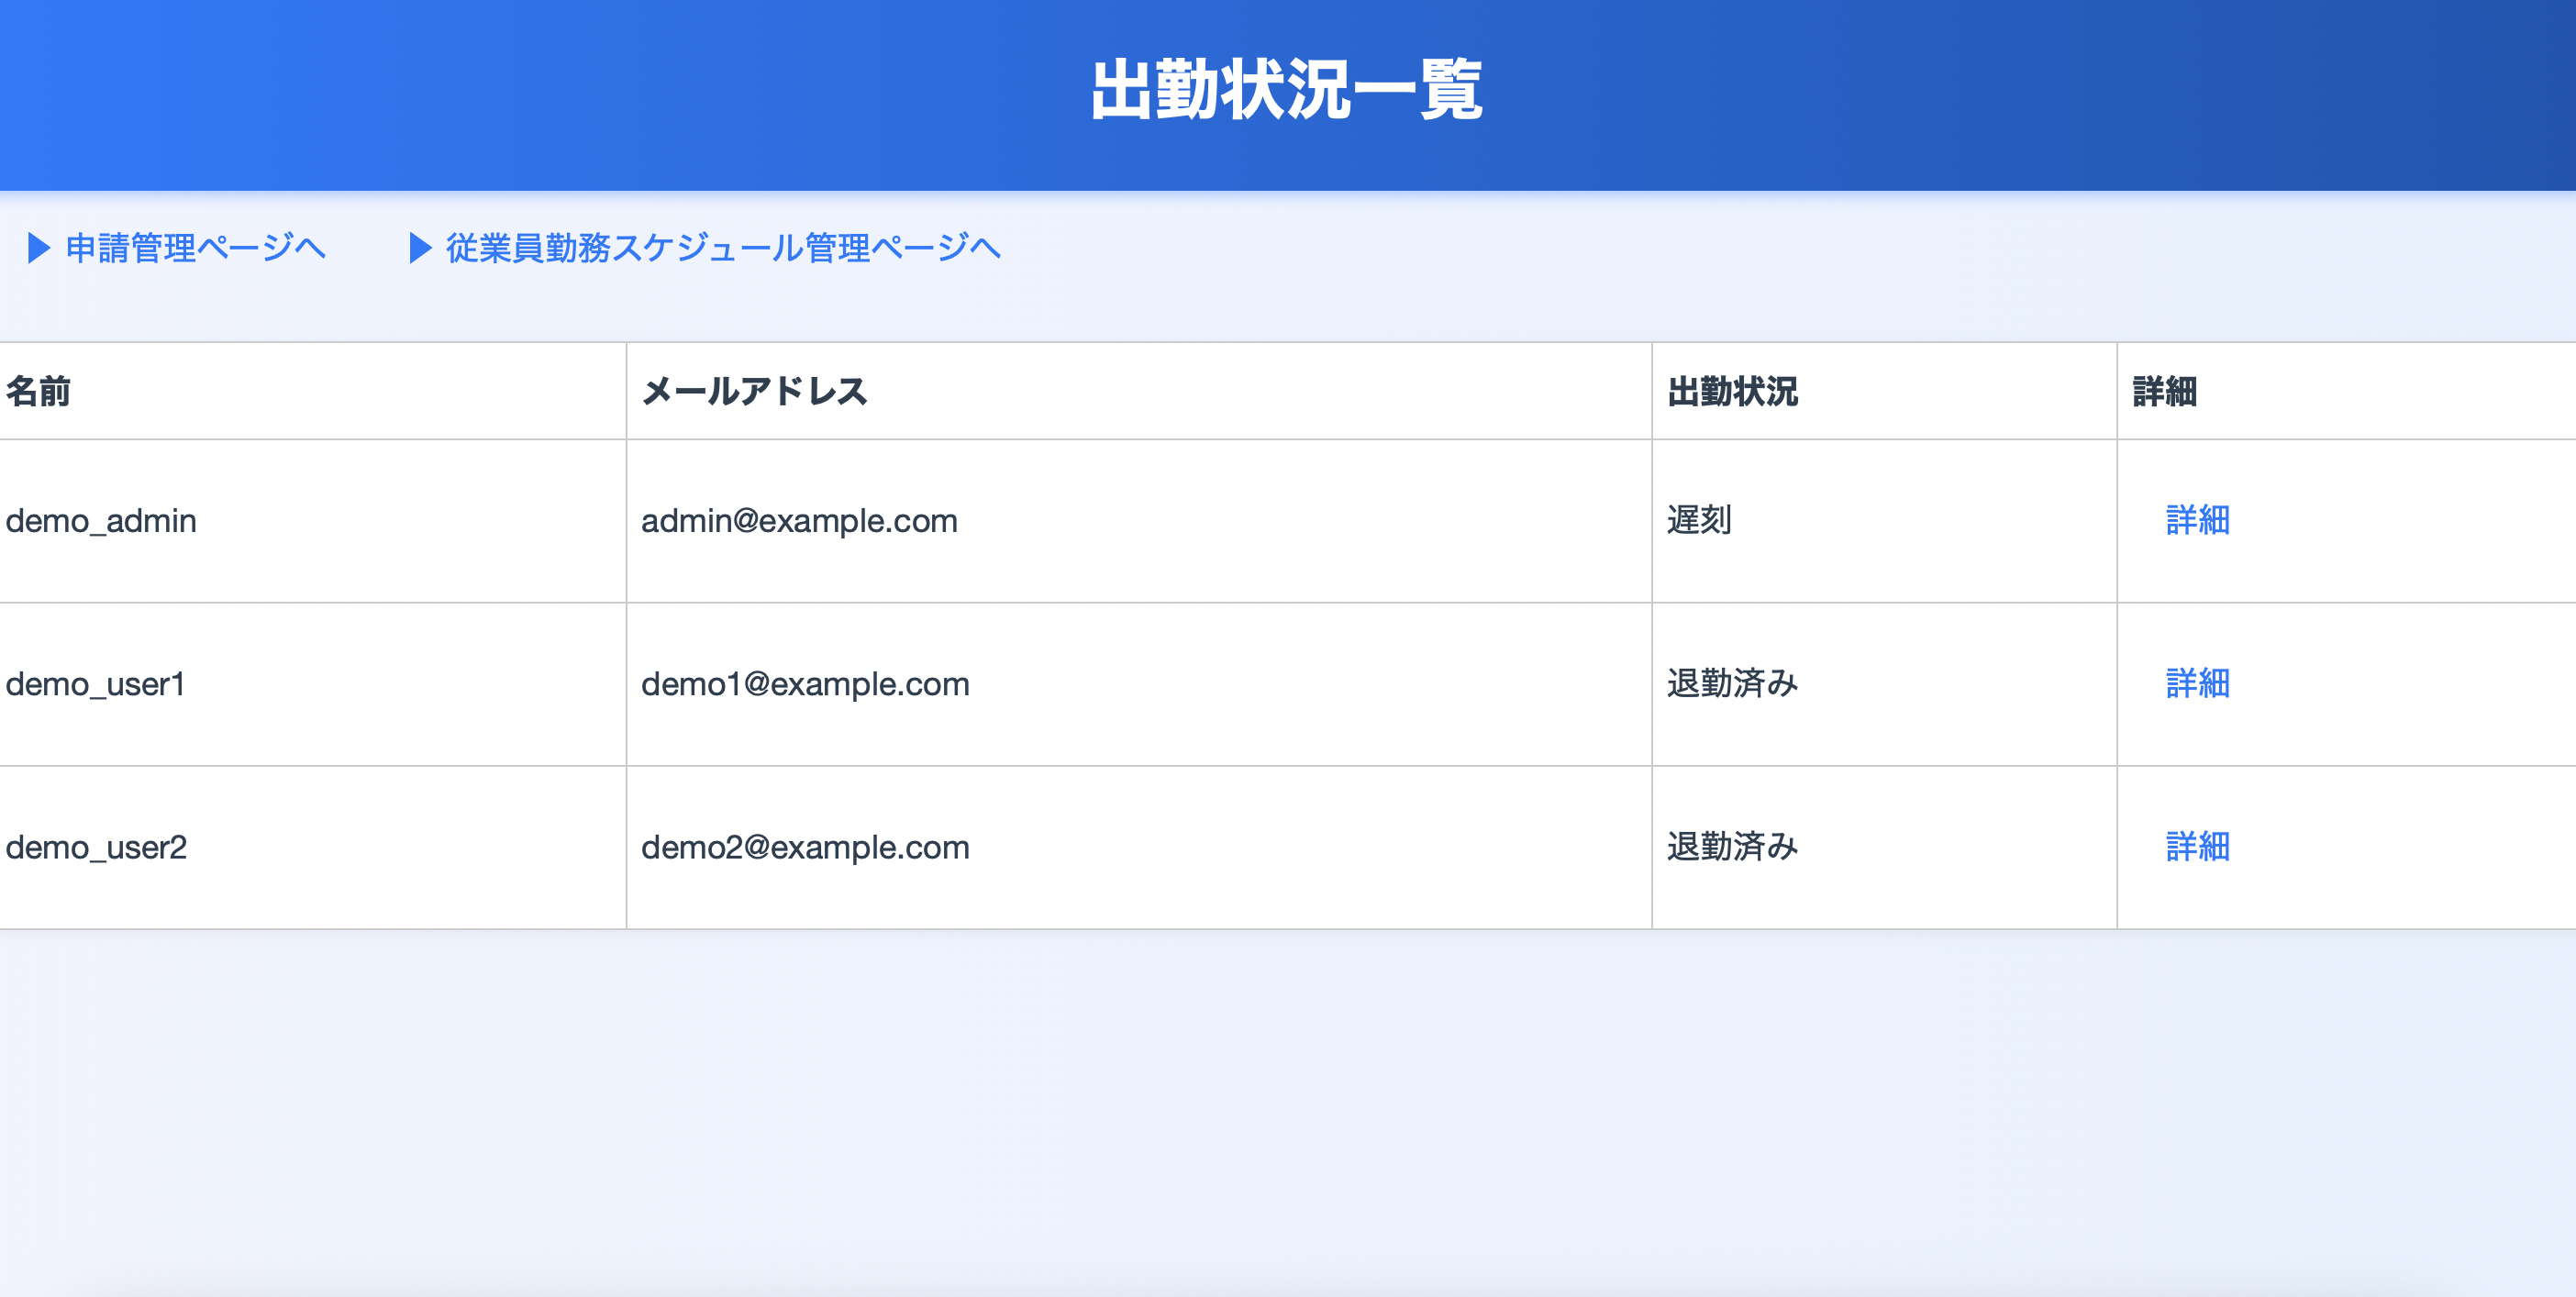 出勤状況一覧
▶ 申請管理ページへ ▶ 従業員勤務スケジュール管理ページへ
名前 メールアドレス 出勤状況 詳細
demo_admin admin@example.com 遅刻 詳細
demo_user1 demo1@example.com 退勤済み 詳細
demo_user2 demo2@example.com 退勤済み 詳細